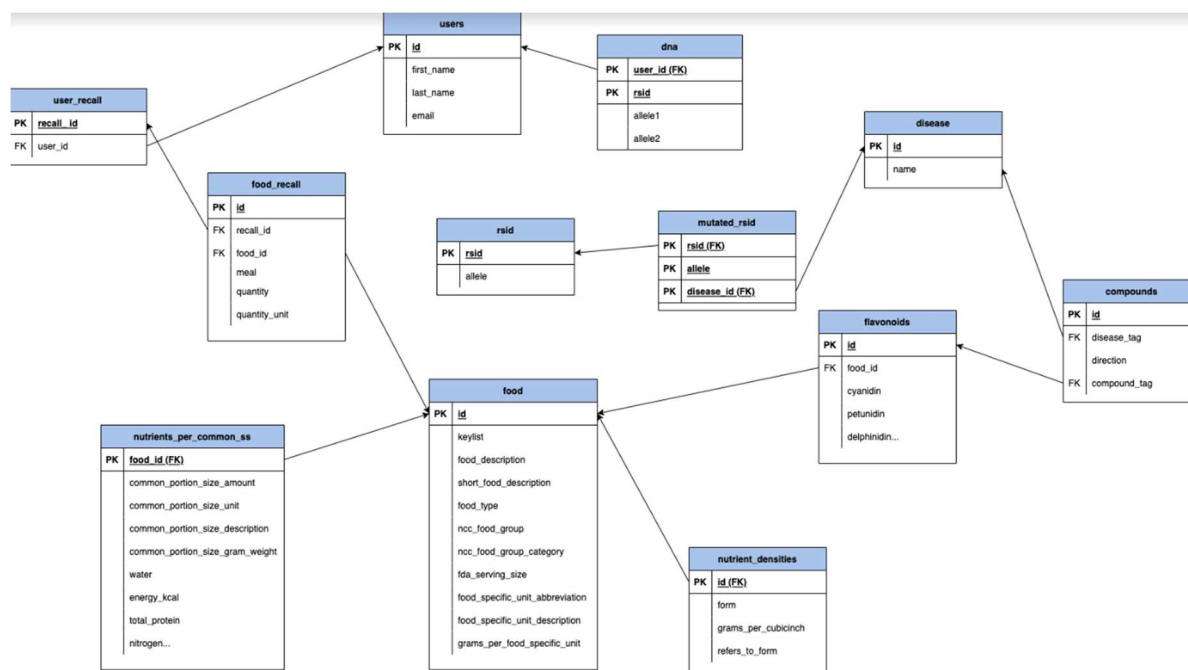 users
PK id
first_name
last_name
email
dna
PK user_id (FK)
PK rsid
allele1
allele2
user_recall
PK recall_id
FK user_id
disease
PK id
name
food_recall
PK id
FK recall_id
FK food_id
meal
quantity
quantity_unit
rsid
PK rsid
allele
mutated_rsid
PK rsid (FK)
PK allele
PK disease_id (FK)
compounds
PK id
FK disease_tag
direction
FK compound_tag
flavonoids
PK id
FK food_id
cyanidin
petunidin
delphinidin...
food
PK id
keylist
food_description
short_food_description
food_type
ncc_food_group
ncc_food_group_category
fda_serving_size
food_specific_unit_abbreviation
food_specific_unit_description
grams_per_food_specific_unit
nutrients_per_common_ss
PK food_id (FK)
common_portion_size_amount
common_portion_size_unit
common_portion_size_description
common_portion_size_gram_weight
water
energy_kcal
total_protein
nitrogen...
nutrient_densities
PK id (FK)
form
grams_per_cubicinch
refers_to_form